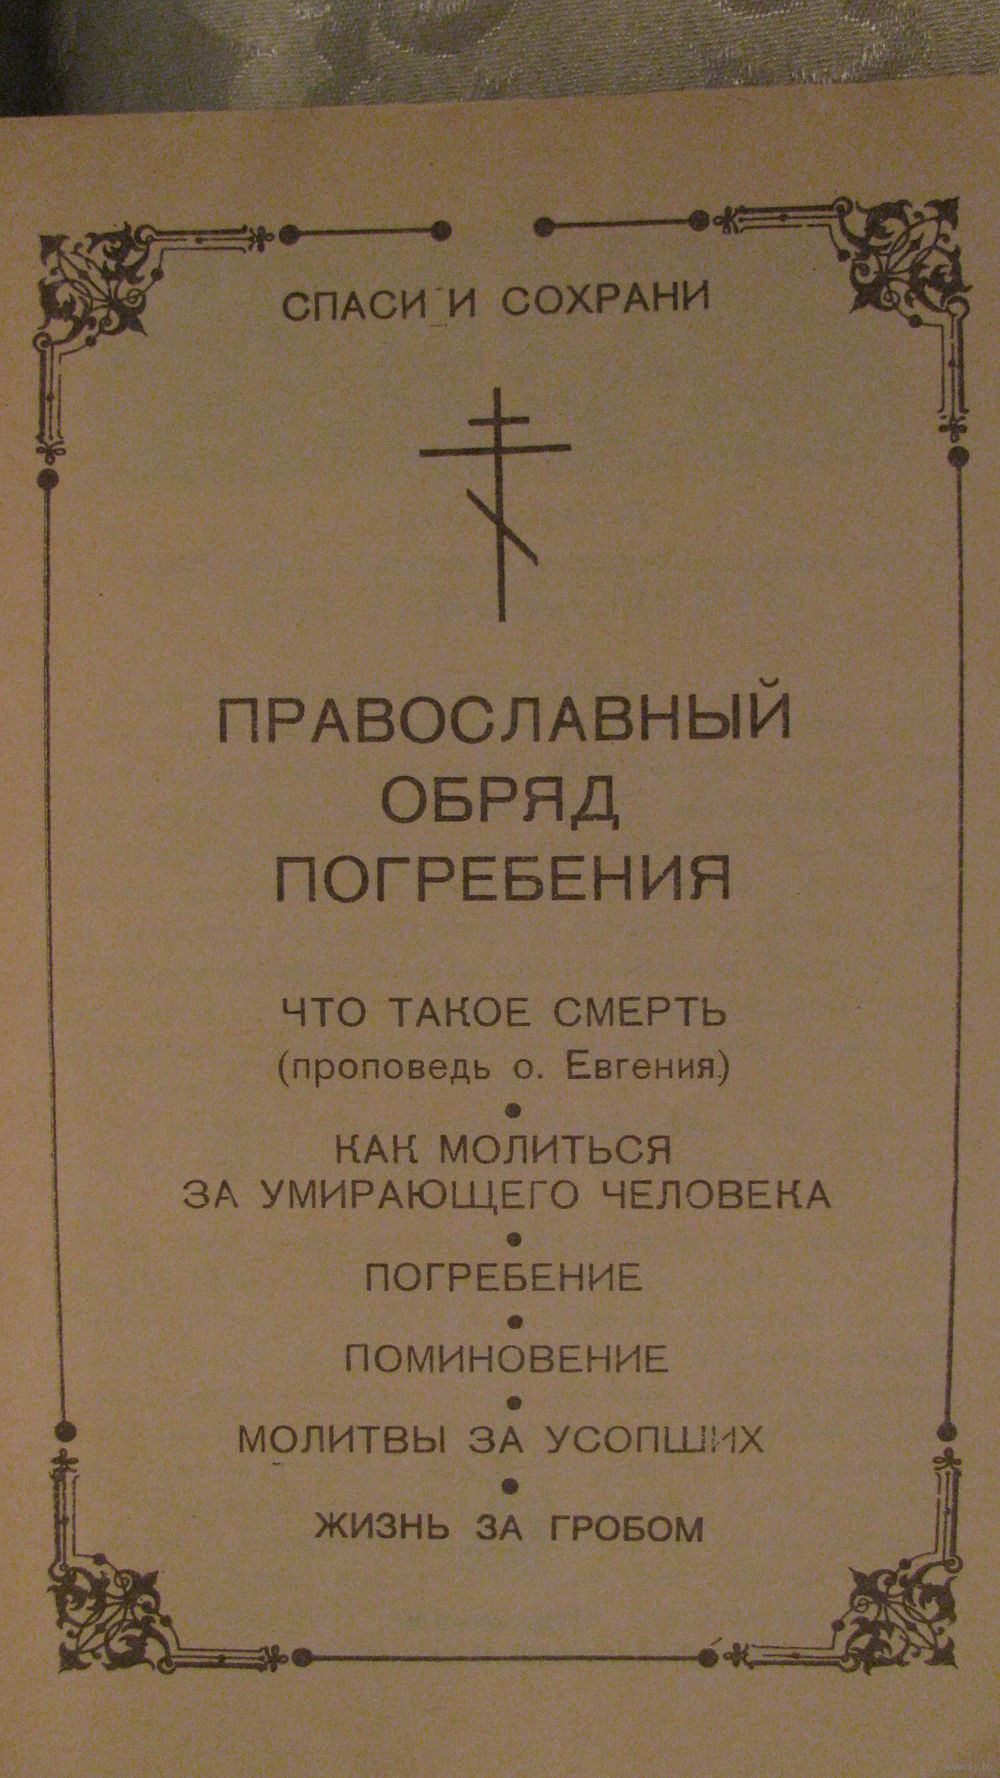 СПАСИ И СОХРАНИ
ПРАВОСЛАВНЫЙ
ОБРЯД
ПОГРЕБЕНИЯ
ЧТО ТАКОЕ СМЕРТЬ
(проповедь о. Евгения)
•
КАК МОЛИТЬСЯ
ЗА УМИРАЮЩЕГО ЧЕЛОВЕКА
•
ПОГРЕБЕНИЕ
•
ПОМИНОВЕНИЕ
•
МОЛИТВЫ ЗА УСОПШИХ
•
ЖИЗНЬ ЗА ГРОБОМ